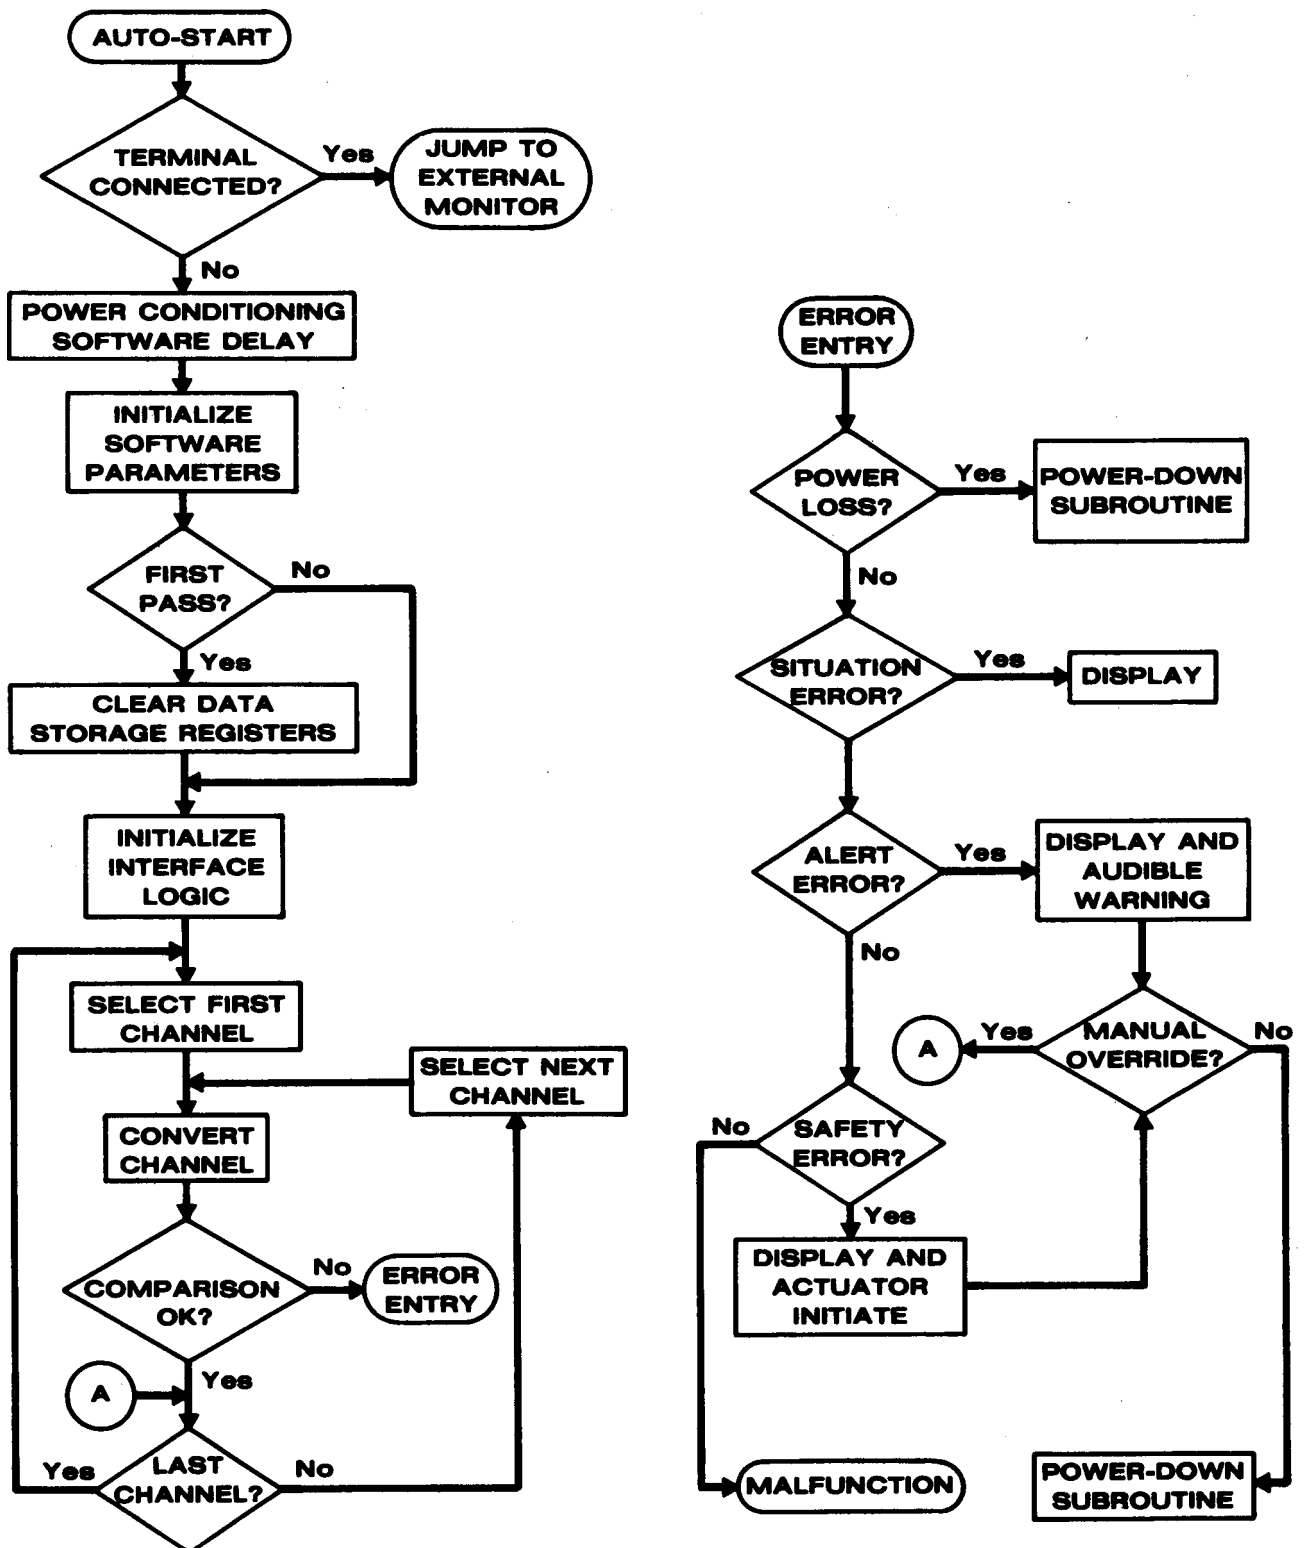 AUTO-START
TERMINAL
CONNECTED?
Yes
JUMP TO
EXTERNAL
MONITOR
No
POWER CONDITIONING
SOFTWARE DELAY
INITIALIZE
SOFTWARE
PARAMETERS
FIRST
PASS?
No
Yes
CLEAR DATA
STORAGE REGISTERS
INITIALIZE
INTERFACE
LOGIC
SELECT FIRST
CHANNEL
SELECT NEXT
CHANNEL
CONVERT
CHANNEL
COMPARISON
OK?
No
ERROR
ENTRY
Yes
A
LAST
CHANNEL?
Yes
No
ERROR
ENTRY
POWER
LOSS?
Yes
POWER-DOWN
SUBROUTINE
No
SITUATION
ERROR?
Yes
DISPLAY
ALERT
ERROR?
Yes
DISPLAY AND
AUDIBLE
WARNING
No
MANUAL
OVERRIDE?
Yes
A
No
SAFETY
ERROR?
No
Yes
DISPLAY AND
ACTUATOR
INITIATE
MALFUNCTION
POWER-DOWN
SUBROUTINE